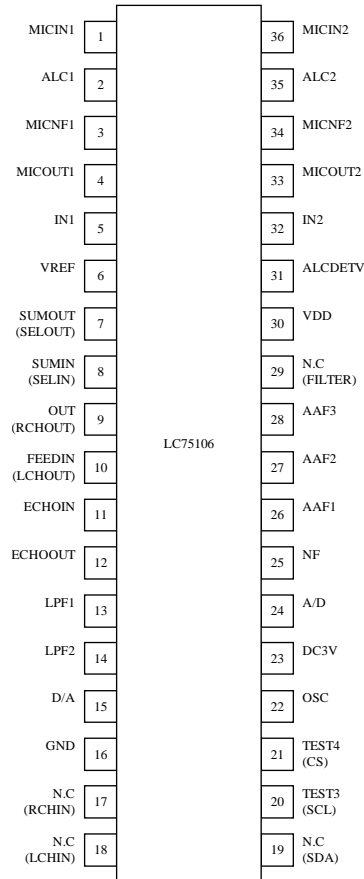 MICIN1 1
36 MICIN2
ALC1 2
35 ALC2
MICNF1 3
34 MICNF2
MICOUT1 4
33 MICOUT2
IN1 5
32 IN2
VREF 6
31 ALCDETV
SUMOUT
(SELOUT) 7
30 VDD
SUMIN
(SELIN) 8
29 N.C
(FILTER)
OUT
(RCHOUT) 9
28 AAF3
LC75106
FEEDIN
(LCHOUT) 10
27 AAF2
ECHOIN 11
26 AAF1
ECHOOUT 12
25 NF
LPF1 13
24 A/D
LPF2 14
23 DC3V
D/A 15
22 OSC
GND 16
21 TEST4
(CS)
N.C
(RCHIN) 17
20 TEST3
(SCL)
N.C
(LCHIN) 18
19 N.C
(SDA)